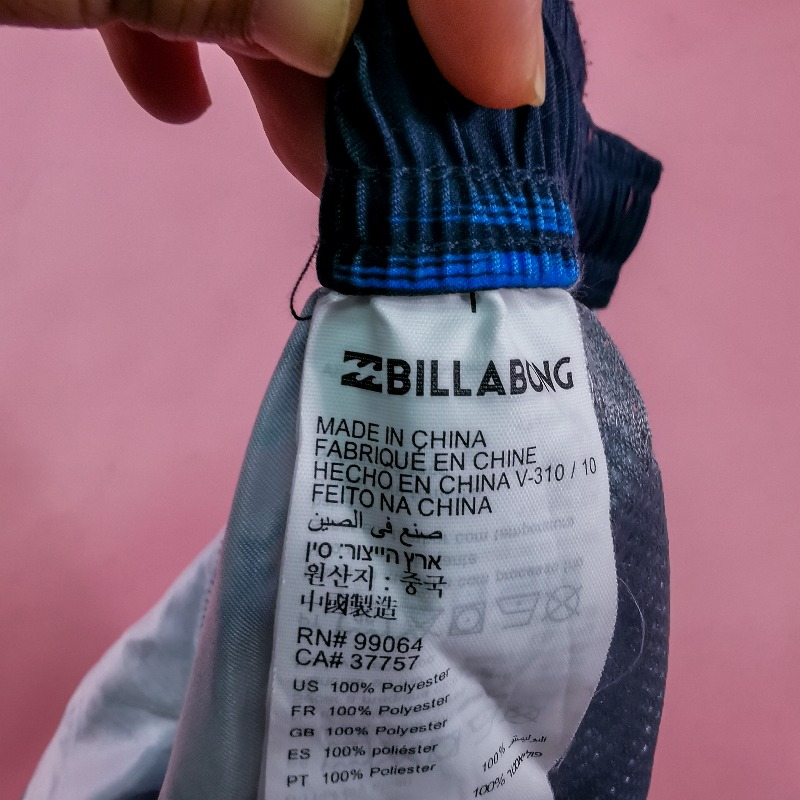 BILLABONG
MADE IN CHINA
FABRIQUÉ EN CHINE
HECHO EN CHINA V-310 / 10
FEITO NA CHINA
صنع في الصين
ארץ הייצור: סין
원산지 : 중국
中國製造
RN# 99064
CA# 37757
US 100% Polyester
FR 100% Polyester
GB 100% Polyester
ES 100% poliéster
PT 100% Poliester
100%
100%